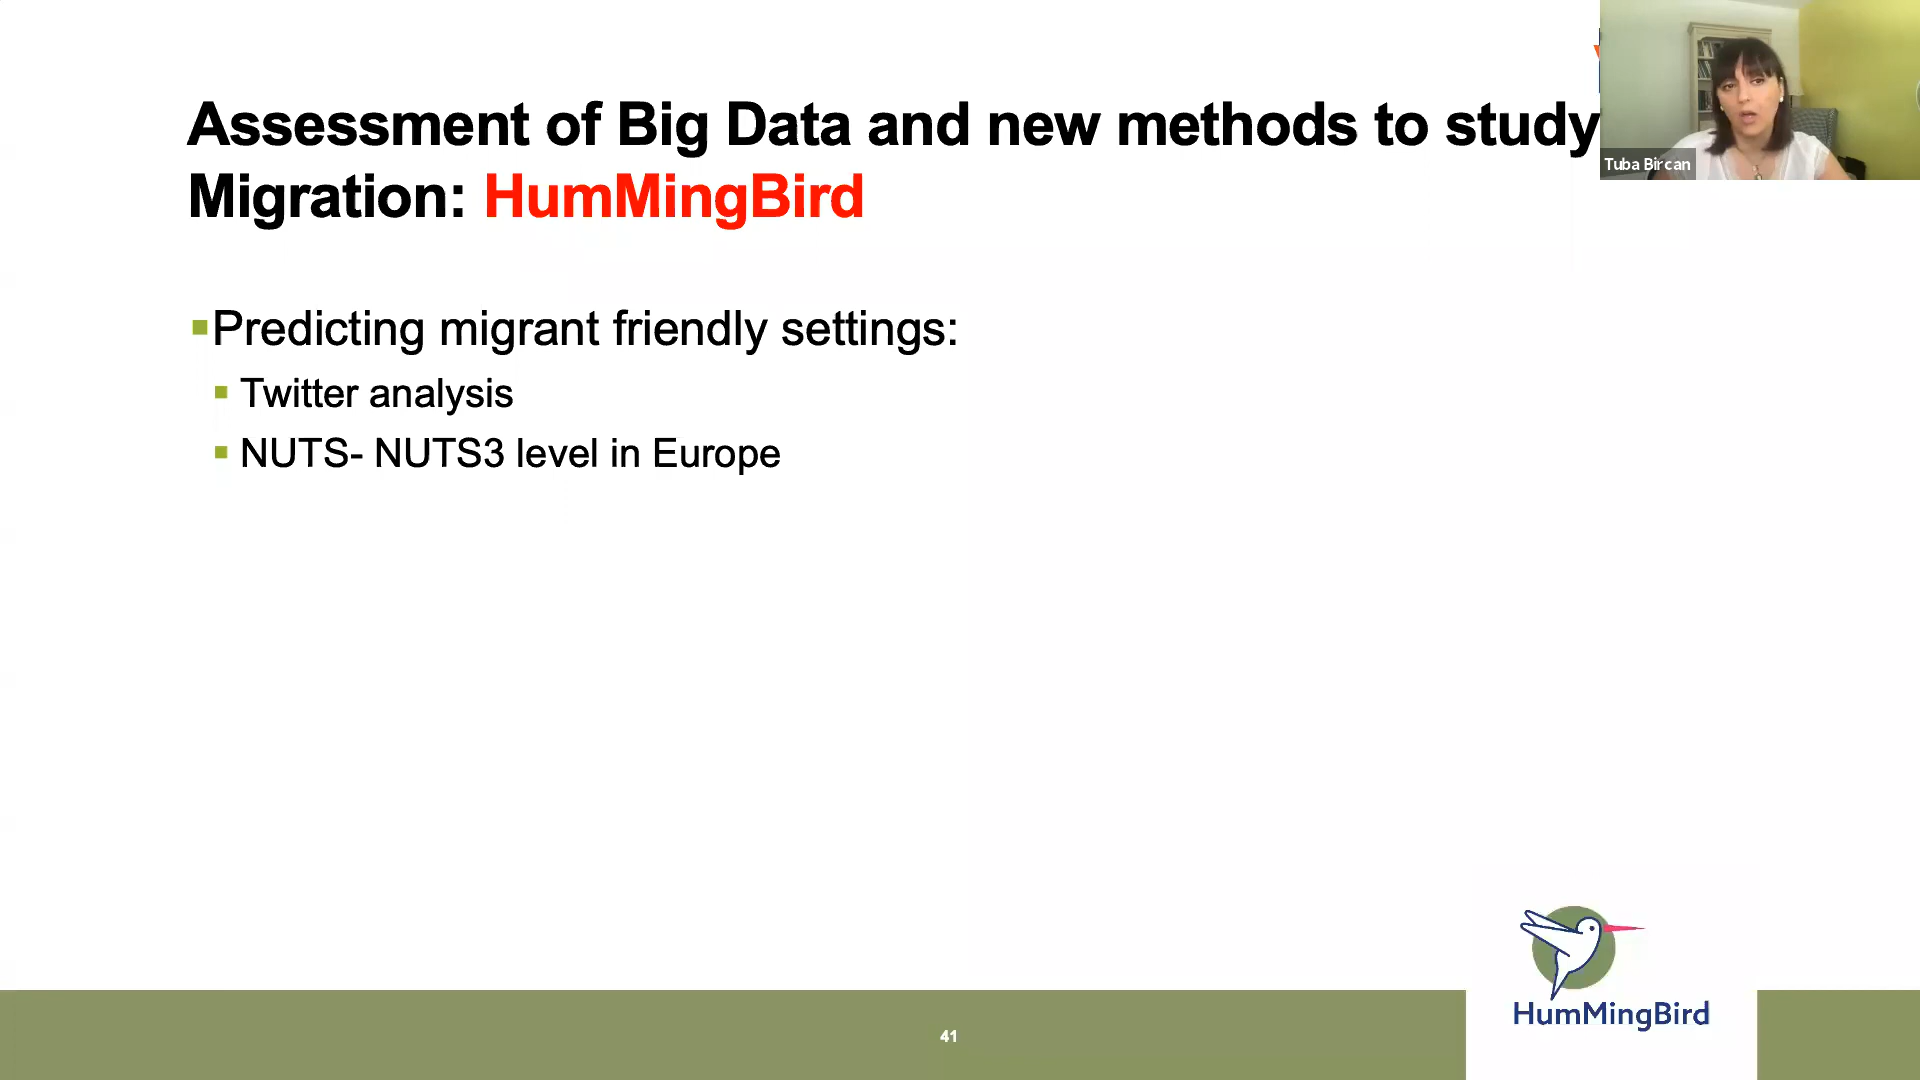 Assessment of Big Data and new methods to study
Migration: HumMingBird
Tuba Bircan
Predicting migrant friendly settings:
Twitter analysis
NUTS- NUTS3 level in Europe
HumMingBird
41